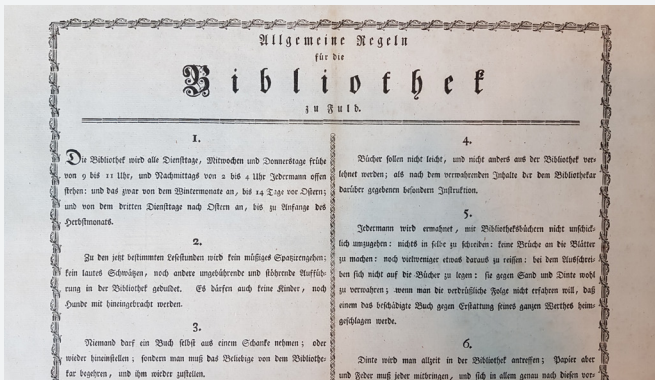 Allgemeine Regeln
für die
Bibliothek
zu Fuld.
1.
Die Bibliothek wird alle Diensttage, Mitwochen und Donnerstage frühe
von 9 bis 11 Uhr, und Nachmittags von 2 bis 4 Uhr Jedermann offen
stehen: und das zwar von dem Wintermonate an, bis 14 Tage vor Ostern;
und von dem dritten Diensttage nach Ostern an, bis zu Anfange des
Herbstmonats.
2.
Zu den jetzt bestimmten Lesestunden wird kein müßiges Spatzirengehen;
kein lautes Schwätzen, noch andere ungebührende und störende Auffüh-
rung in der Bibliothek geduldet. Es dürfen auch keine Kinder, noch
Hunde mit hineingebracht werden.
3.
Niemand darf ein Buch selbst aus einem Schanke nehmen; oder
wieder hineinstellen; sondern man muß das Beliebige von dem Bibliothe-
kar begehren, und ihm wieder zustellen.
4.
Bücher sollen nicht leicht, und nicht anders aus der Bibliothek ver-
lehnet werden; als nach dem verwahrenden Inhalte der dem Bibliothekar
darüber gegebenen besondern Instruktion.
5.
Jedermann wird ermahnet, mit Bibliotheksbüchern nicht unschick-
lich umzugehen: nichts in selbe zu schreiben: keine Brüche an die Blätter
zu machen: noch vielweniger etwas daraus zu reissen: bei dem Ausschrei-
ben sich nicht auf die Bücher zu legen: sie gegen Sand und Dinte wohl
zu verwahren; wenn man die verdrüßliche Folge nicht erfahren will, daß
einem das beschädigte Buch gegen Erstattung seines ganzen Werthes heim-
geschlagen werde.
6.
Dinte wird man allzeit in der Bibliothek antreffen; Papier aber
und Feder muß jeder mitbringen, und sich in allem genau nach diesen vor-